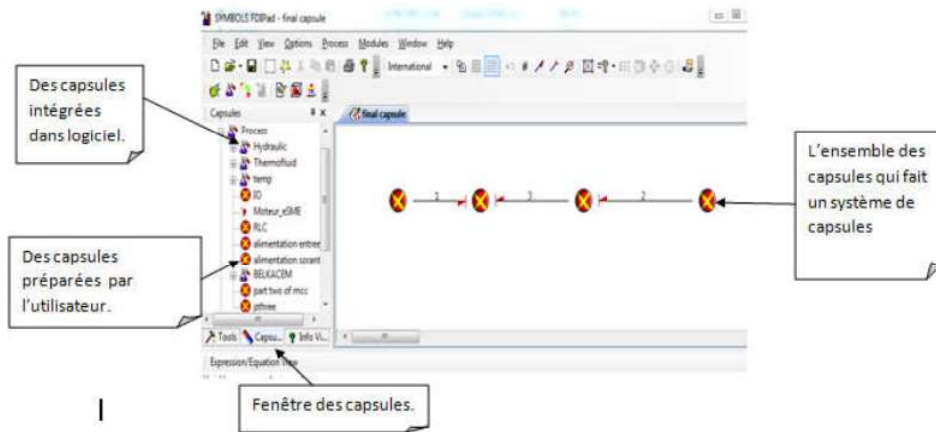 SYMBOLS FDIPad - final capsule
File Edit View Options Process Modules Window Help
International
Capsules
final capsule
Process
Hydraulic
Thermofluid
temp
IO
Moteur_eSME
RLC
alimentation entree
alimentation sorant
BELKACEM
part two of mcc
pthree
Tools Capsu... Info Vi...
Expression/Equation View
1 3 2
Des capsules
intégrées
dans logiciel.
Des capsules
préparées par
l'utilisateur.
L'ensemble des
capsules qui fait
un système de
capsules
Fenêtre des capsules.